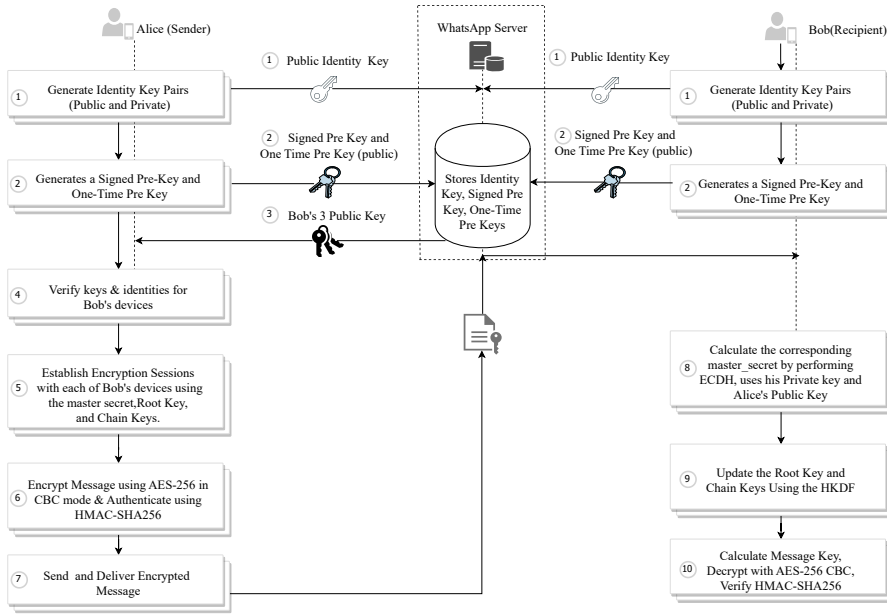 Alice (Sender)
WhatsApp Server
Bob(Recipient)
1 Public Identity Key
1 Public Identity Key
1 Generate Identity Key Pairs
(Public and Private)
1 Generate Identity Key Pairs
(Public and Private)
2 Signed Pre Key and
One Time Pre Key (public)
2 Signed Pre Key and
One Time Pre Key (public)
2 Generates a Signed Pre-Key and
One-Time Pre Key
Stores Identity
Key, Signed Pre
Key, One-Time
Pre Keys
2 Generates a Signed Pre-Key and
One-Time Pre Key
3 Bob's 3 Public Key
4 Verify keys & identities for
Bob's devices
5 Establish Encryption Sessions
with each of Bob's devices using
the master secret,Root Key,
and Chain Keys.
6 Encrypt Message using AES-256 in
CBC mode & Authenticate using
HMAC-SHA256
7 Send and Deliver Encrypted
Message
8 Calculate the corresponding
master_secret by performing
ECDH, uses his Private key and
Alice's Public Key
9 Update the Root Key and
Chain Keys Using the HKDF
10 Calculate Message Key,
Decrypt with AES-256 CBC,
Verify HMAC-SHA256